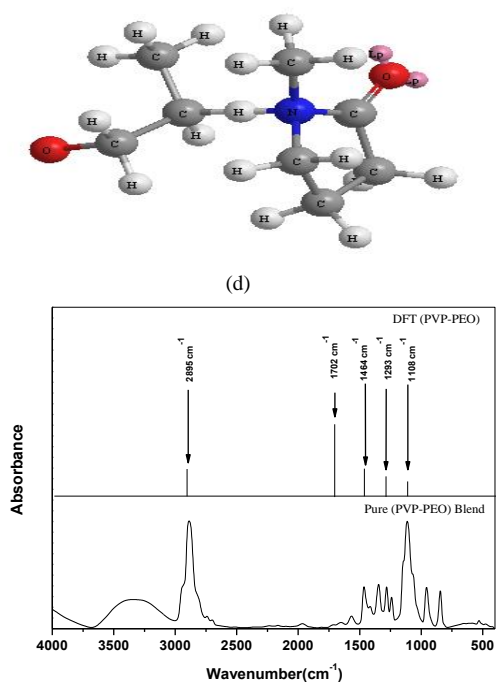 H H H C H H C H H C H N C O LP LP
H C H H H O C H C H C C H H C H
(d)
DFT (PVP-PEO)
2895 cm⁻¹
1702 cm⁻¹
1464 cm⁻¹
1293 cm⁻¹
1108 cm⁻¹
Absorbance
Pure (PVP-PEO) Blend
4000 3500 3000 2500 2000 1500 1000 500
Wavenumber(cm⁻¹)